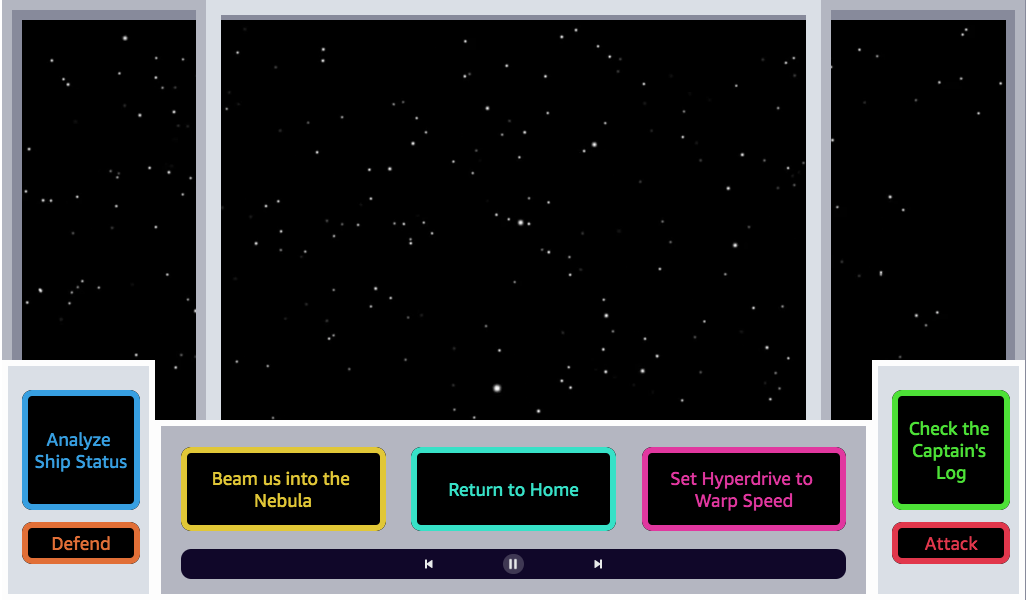 Analyze
Ship Status
Defend
Beam us into the
Nebula
Return to Home
Set Hyperdrive to
Warp Speed
Check the
Captain's
Log
Attack